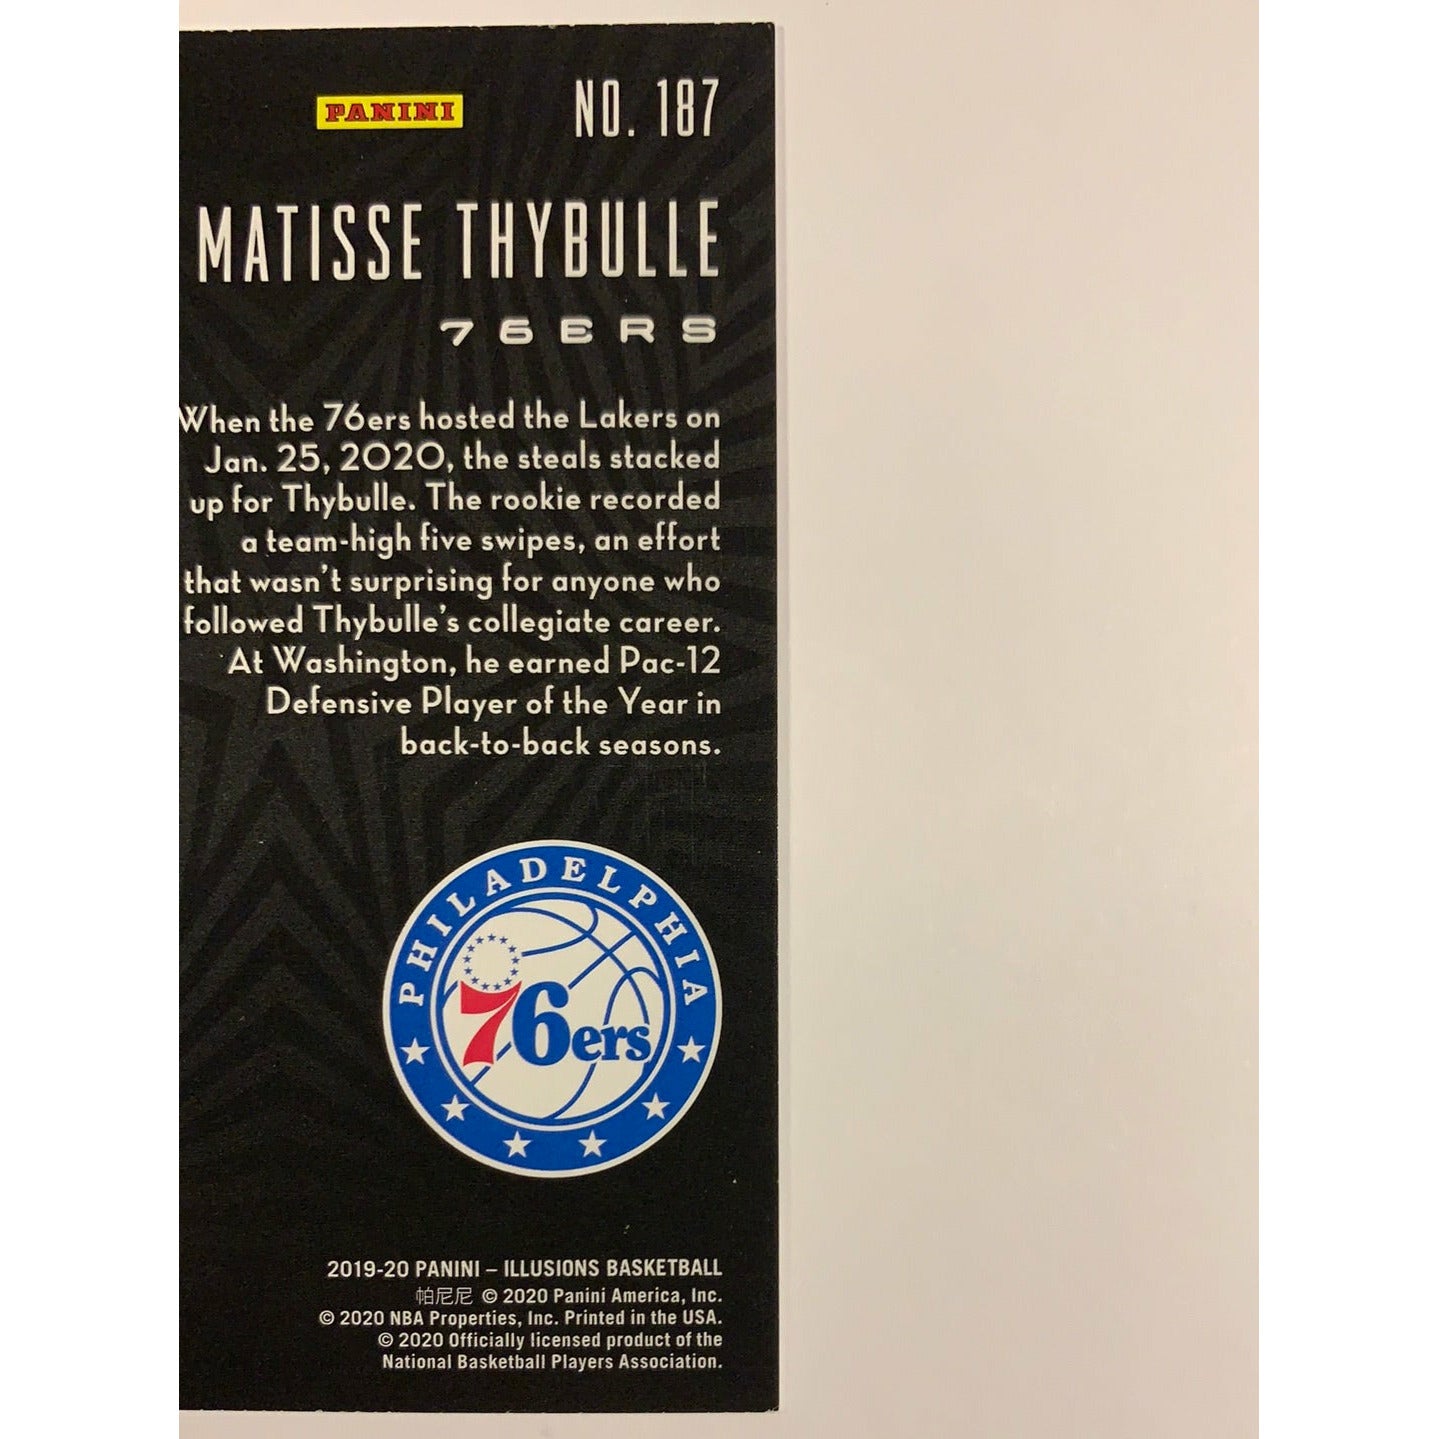 PANINI
NO. 187
MATISSE THYBULLE
76ERS
When the 76ers hosted the Lakers on
Jan. 25, 2020, the steals stacked
up for Thybulle. The rookie recorded
a team-high five swipes, an effort
that wasn't surprising for anyone who
followed Thybulle's collegiate career.
At Washington, he earned Pac-12
Defensive Player of the Year in
back-to-back seasons.
PHILADELPHIA
76ers
2019-20 PANINI – ILLUSIONS BASKETBALL
帕尼尼 © 2020 Panini America, Inc.
© 2020 NBA Properties, Inc. Printed in the USA.
© 2020 Officially licensed product of the
National Basketball Players Association.